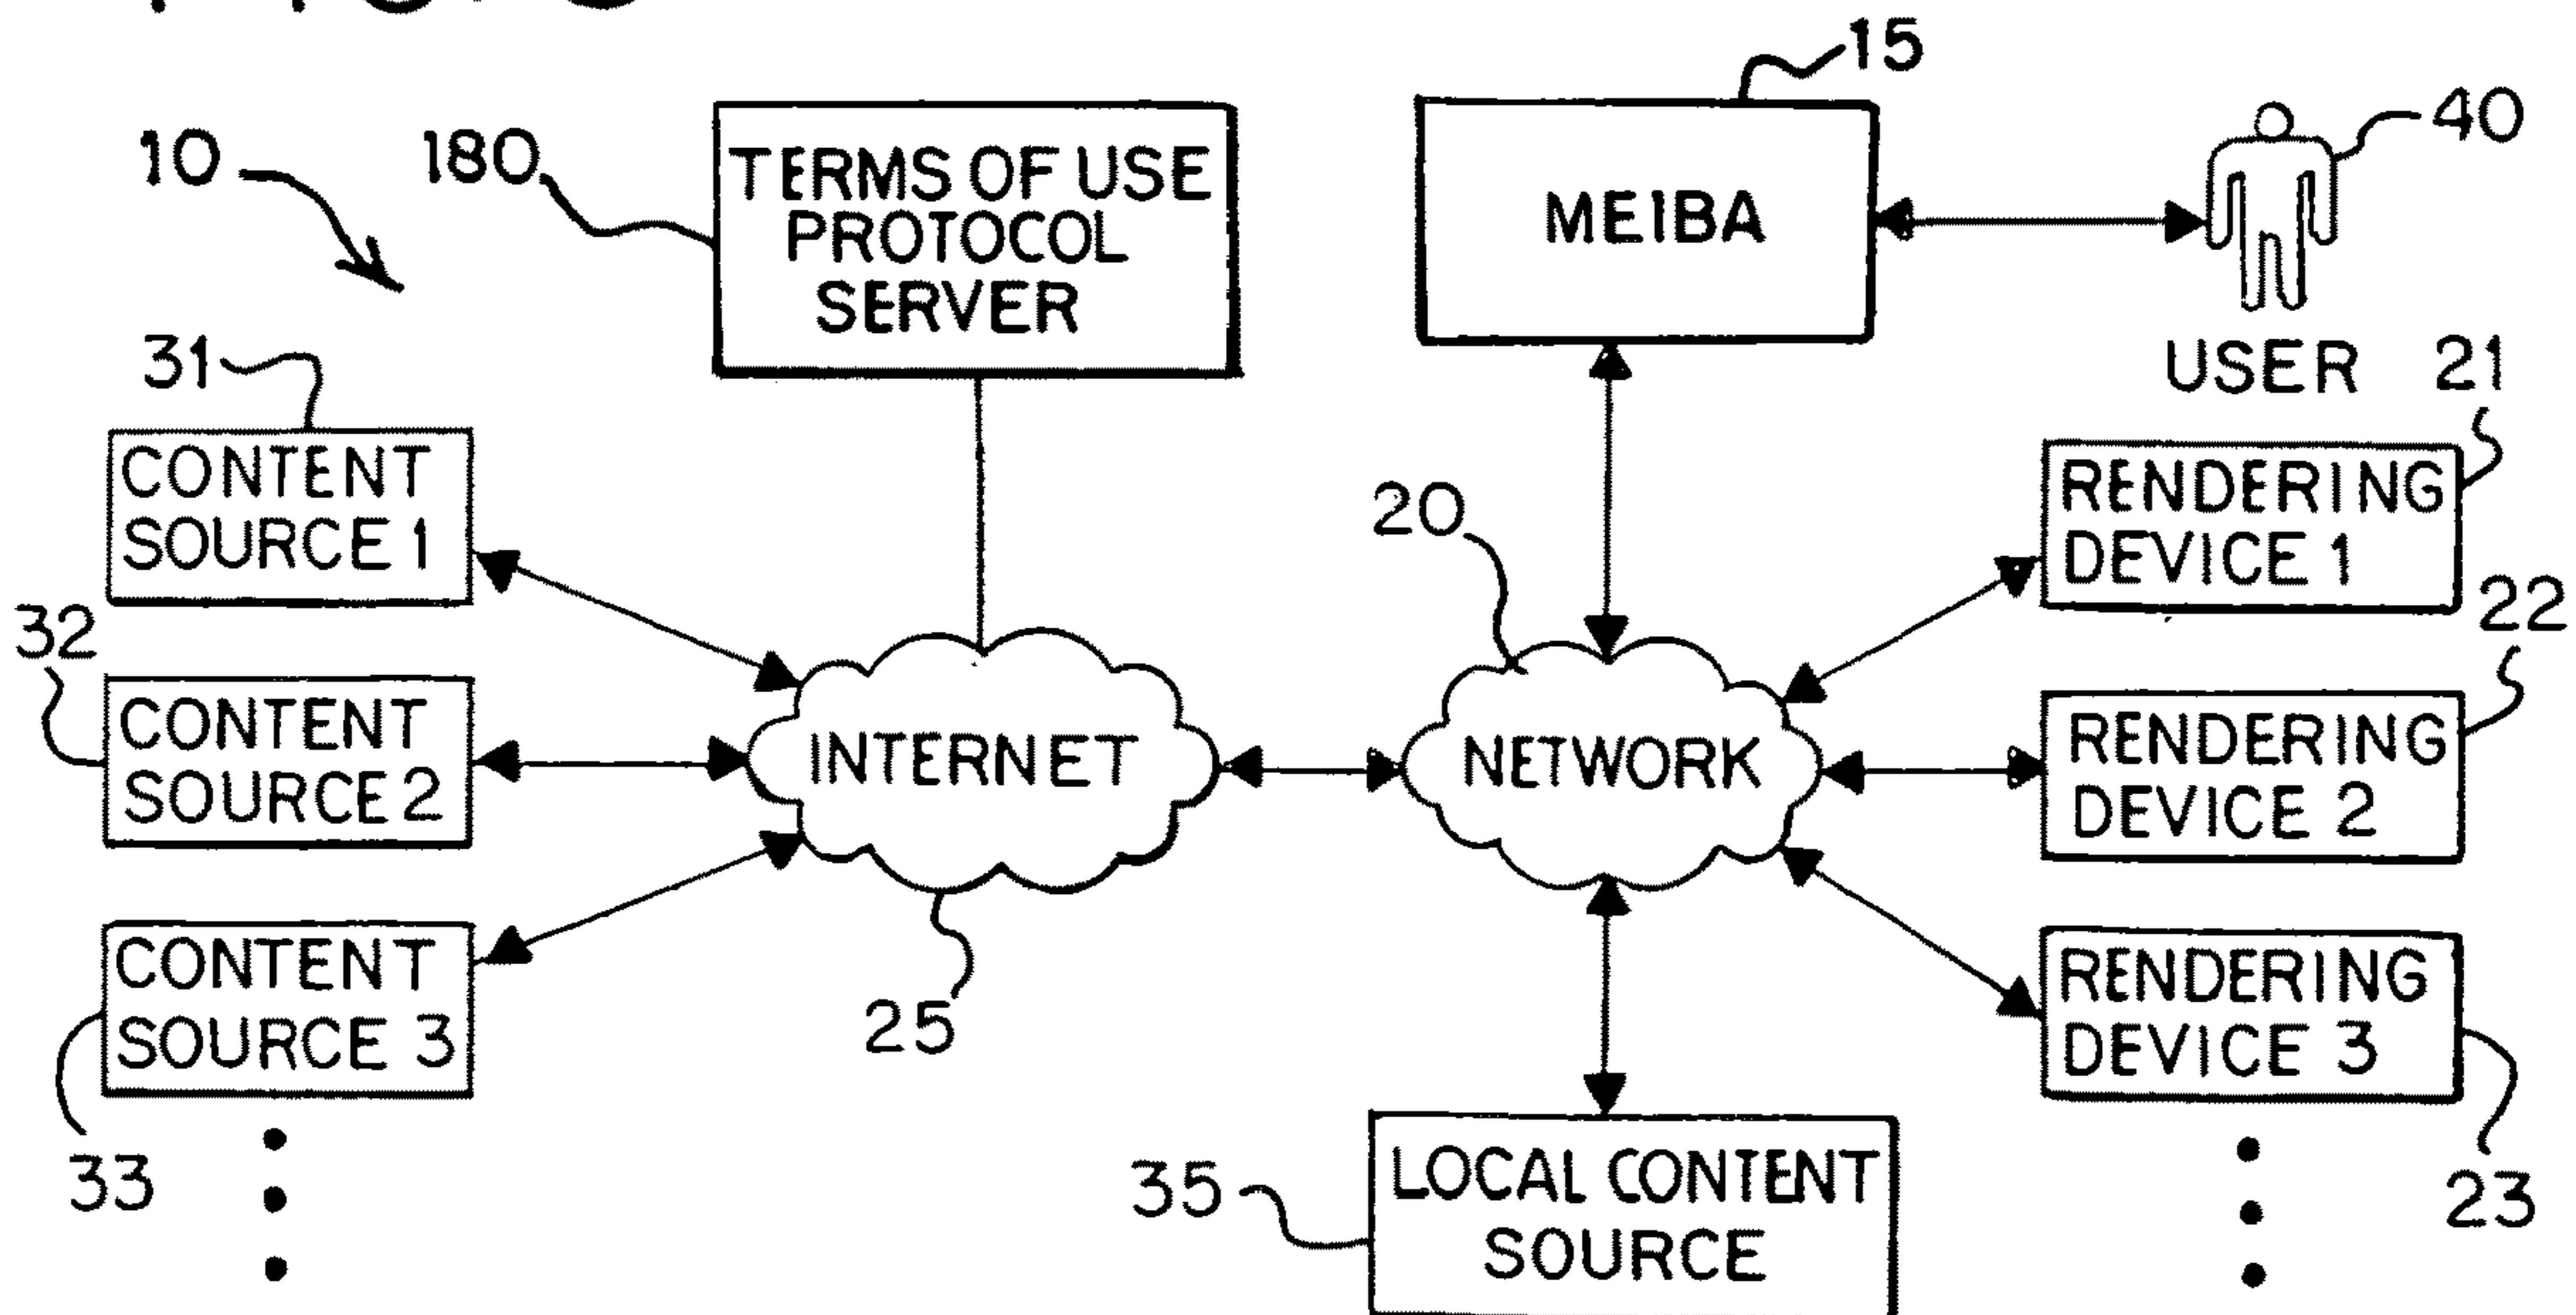 15
10
180
TERMS OF USE
PROTOCOL
SERVER
MEIBA
40
USER
21
31
CONTENT
SOURCE 1
20
RENDERING
DEVICE 1
32
22
CONTENT
SOURCE 2
INTERNET
NETWORK
RENDERING
DEVICE 2
CONTENT
SOURCE 3
25
RENDERING
DEVICE 3
33
35
LOCAL CONTENT
SOURCE
23